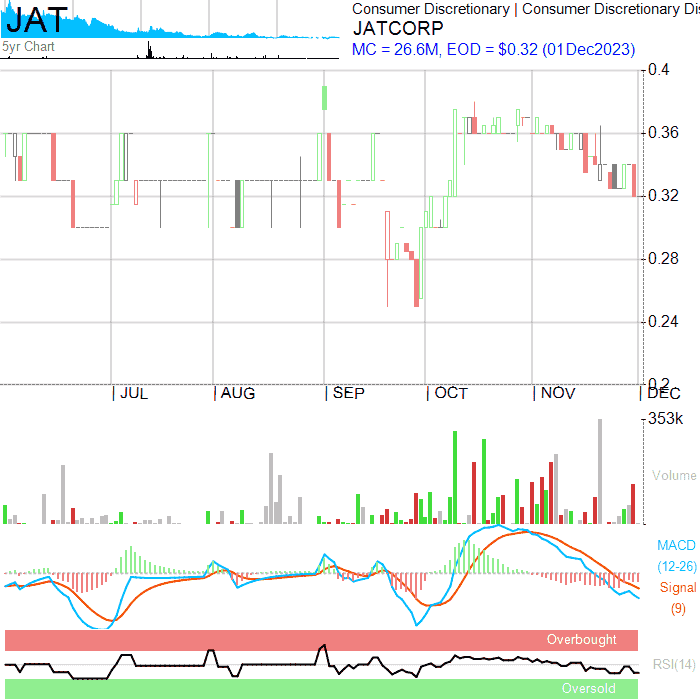 JAT
5yr Chart
Consumer Discretionary | Consumer Discretionary Dis
JATCORP
MC = 26.6M, EOD = $0.32 (01Dec2023)
0.4
0.36
0.32
0.28
0.24
0.2
| JUL | AUG | SEP | OCT | NOV | DEC
353k
Volume
MACD
(12-26)
Signal
(9)
Overbought
RSI(14)
Oversold